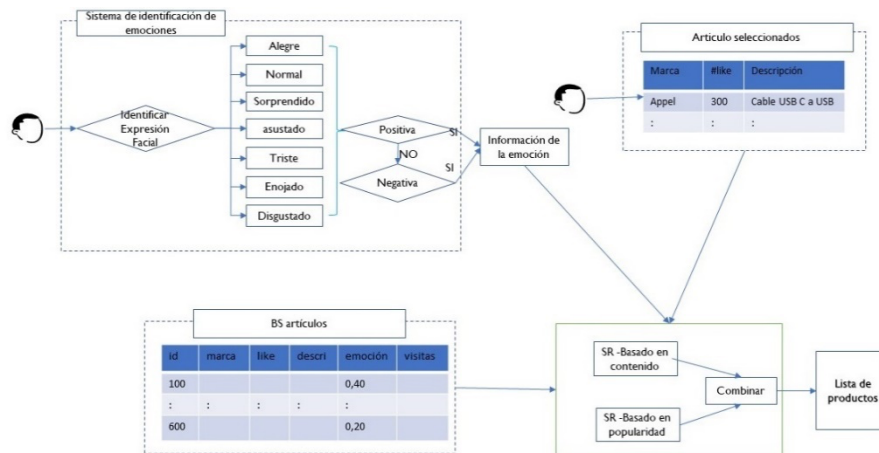 Sistema de identificación de
emociones
Alegre
Normal
Sorprendido
asustado
Triste
Enojado
Disgustado
Identificar
Expresión
Facial
Positiva
SI
NO
Negativa
SI
Información de
la emoción
Articulo seleccionados
Marca #like Descripción
Appel 300 Cable USB C a USB
: : :
BS artículos
id marca like descri emoción visitas
100 0,40
: : : : :
600 0,20
SR -Basado en
contenido
SR -Basado en
popularidad
Combinar
Lista de
productos